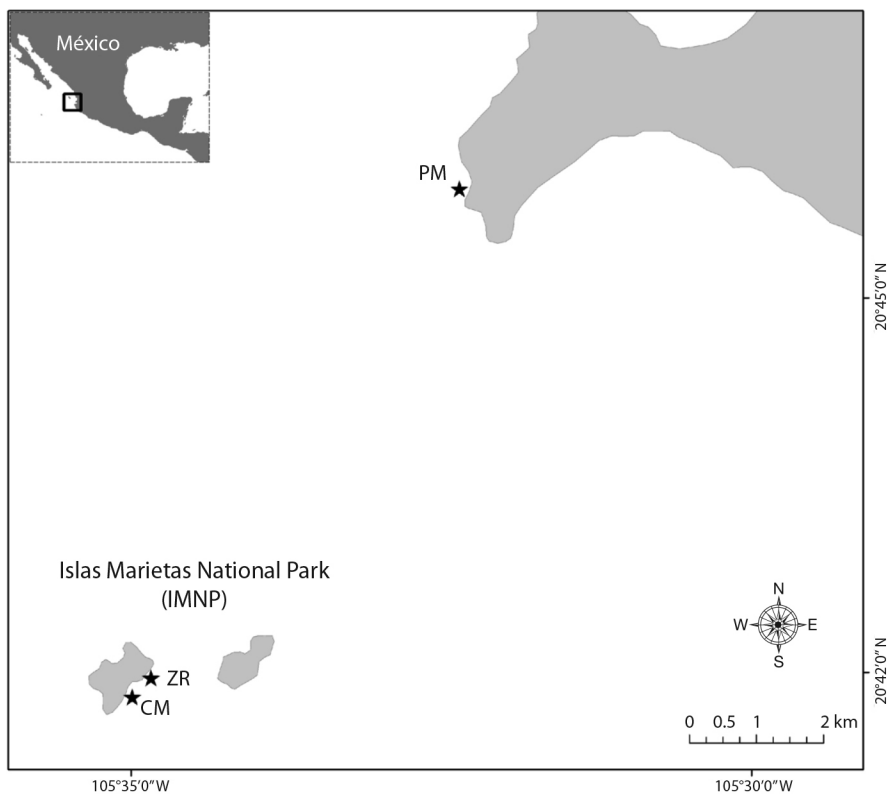 México
PM
20°45'0" N
Islas Marietas National Park
(IMNP)
N
W E
S
ZR
CM
20°42'0" N
0 0.5 1 2 km
105°35'0"W
105°30'0"W